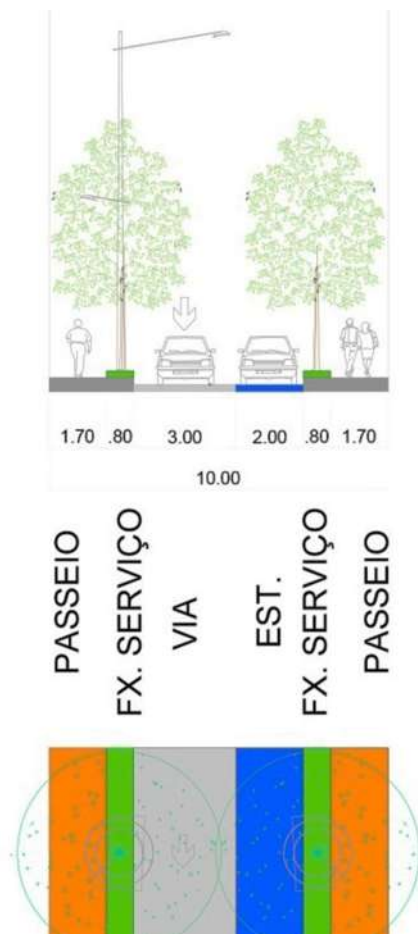 1.70 .80 3.00 2.00 .80 1.70
10.00
PASSEIO
FX. SERVIÇO
VIA
EST.
FX. SERVIÇO
PASSEIO